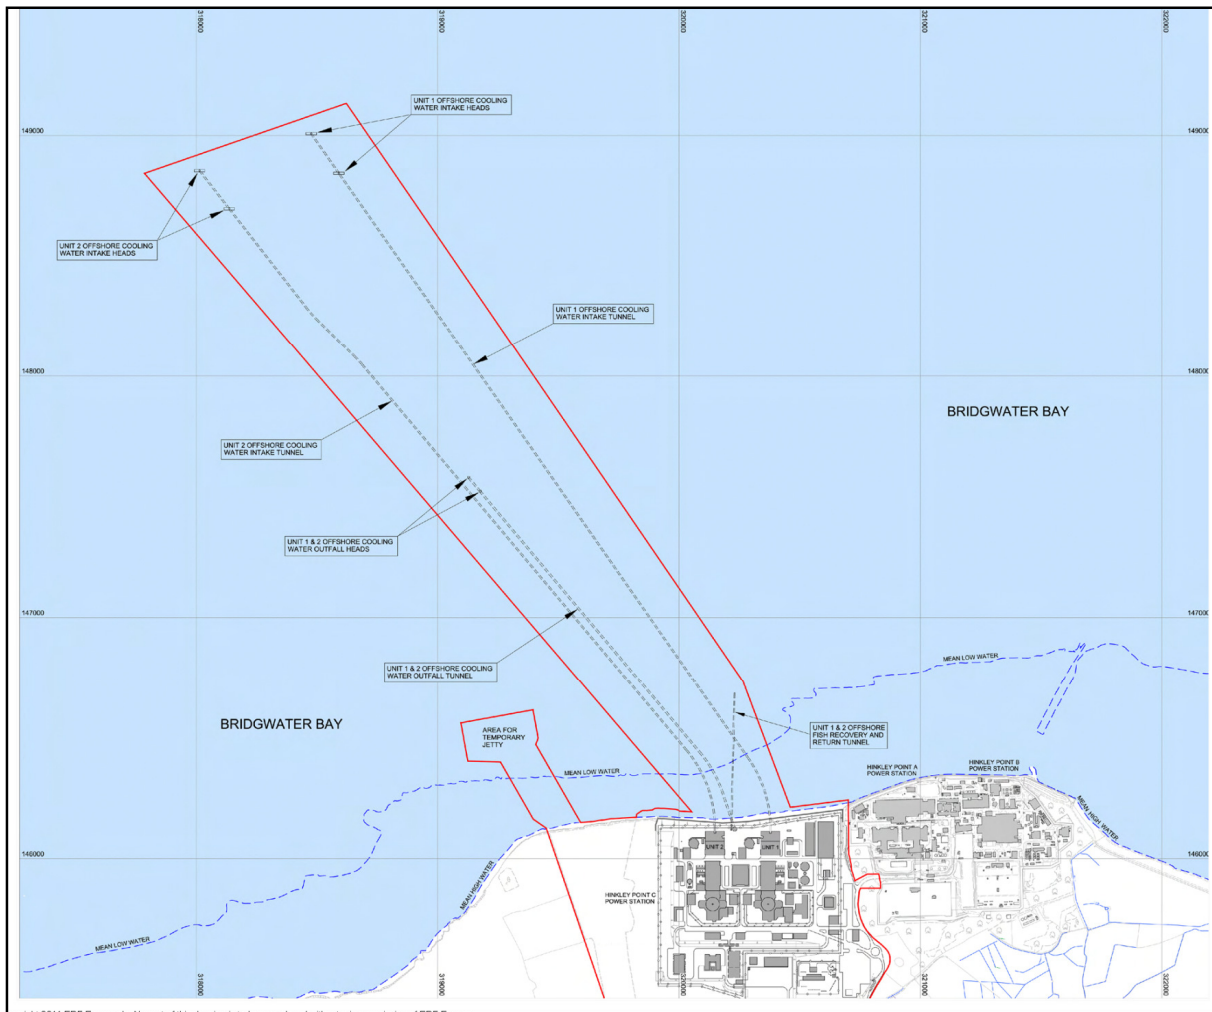 318000
319000
320000
321000
322000
UNIT 1 OFFSHORE COOLING
WATER INTAKE HEADS
149000
149000
UNIT 2 OFFSHORE COOLING
WATER INTAKE HEADS
UNIT 1 OFFSHORE COOLING
WATER INTAKE TUNNEL
148000
148000
BRIDGWATER BAY
UNIT 2 OFFSHORE COOLING
WATER INTAKE TUNNEL
UNIT 1 & 2 OFFSHORE COOLING
WATER OUTFALL HEADS
147000
147000
UNIT 1 & 2 OFFSHORE COOLING
WATER OUTFALL TUNNEL
MEAN LOW WATER
BRIDGWATER BAY
AREA FOR
TEMPORARY
JETTY
UNIT 1 & 2 OFFSHORE
FISH RECOVERY AND
RETURN TUNNEL
MEAN LOW WATER
HINKLEY POINT A
POWER STATION
HINKLEY POINT B
POWER STATION
MEAN HIGH WATER
146000
146000
UNIT 2
UNIT 1
MEAN HIGH WATER
HINKLEY POINT C
POWER STATION
MEAN LOW WATER
318000
319000
320000
321000
322000